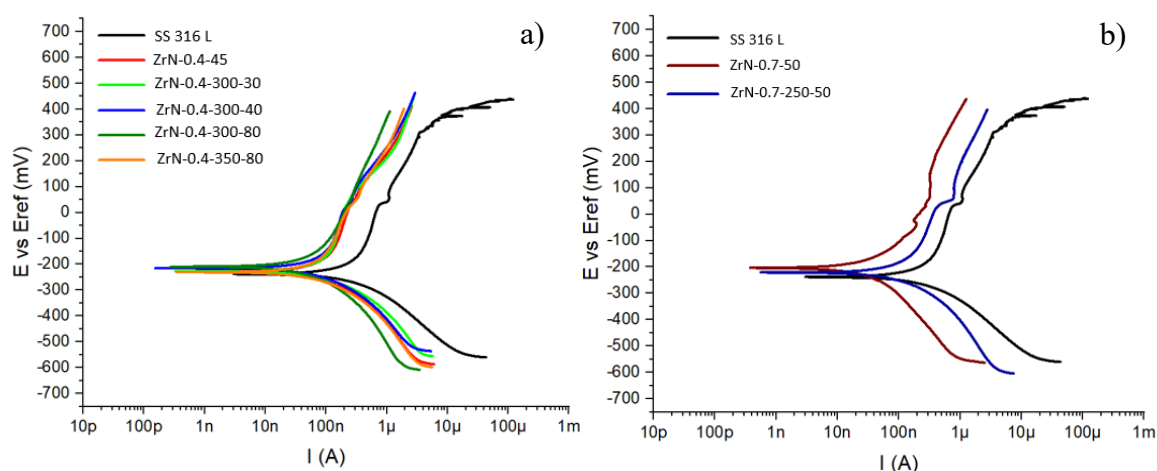 a)
E vs Eref (mV)
700
600
500
400
300
200
100
0
-100
-200
-300
-400
-500
-600
-700
SS 316 L
ZrN-0.4-45
ZrN-0.4-300-30
ZrN-0.4-300-40
ZrN-0.4-300-80
ZrN-0.4-350-80
10p 100p 1n 10n 100n 1µ 10µ 100µ 1m
I (A)
b)
E vs Eref (mV)
700
600
500
400
300
200
100
0
-100
-200
-300
-400
-500
-600
-700
SS 316 L
ZrN-0.7-50
ZrN-0.7-250-50
10p 100p 1n 10n 100n 1µ 10µ 100µ 1m
I (A)